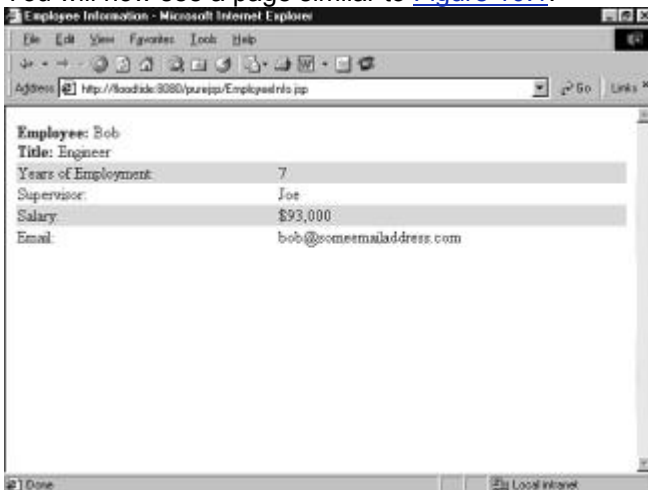 You will now see a page similar to Figure 10.1.
Employee Information - Microsoft Internet Explorer
File Edit View Favorites Tools Help
Address http://floodtide:8080/purejsp/EmployeeInfo.jsp Go Links »
Employee: Bob
Title: Engineer
Years of Employment: 7
Supervisor: Joe
Salary: $93,000
Email: bob@someemailaddress.com
Done Local intranet